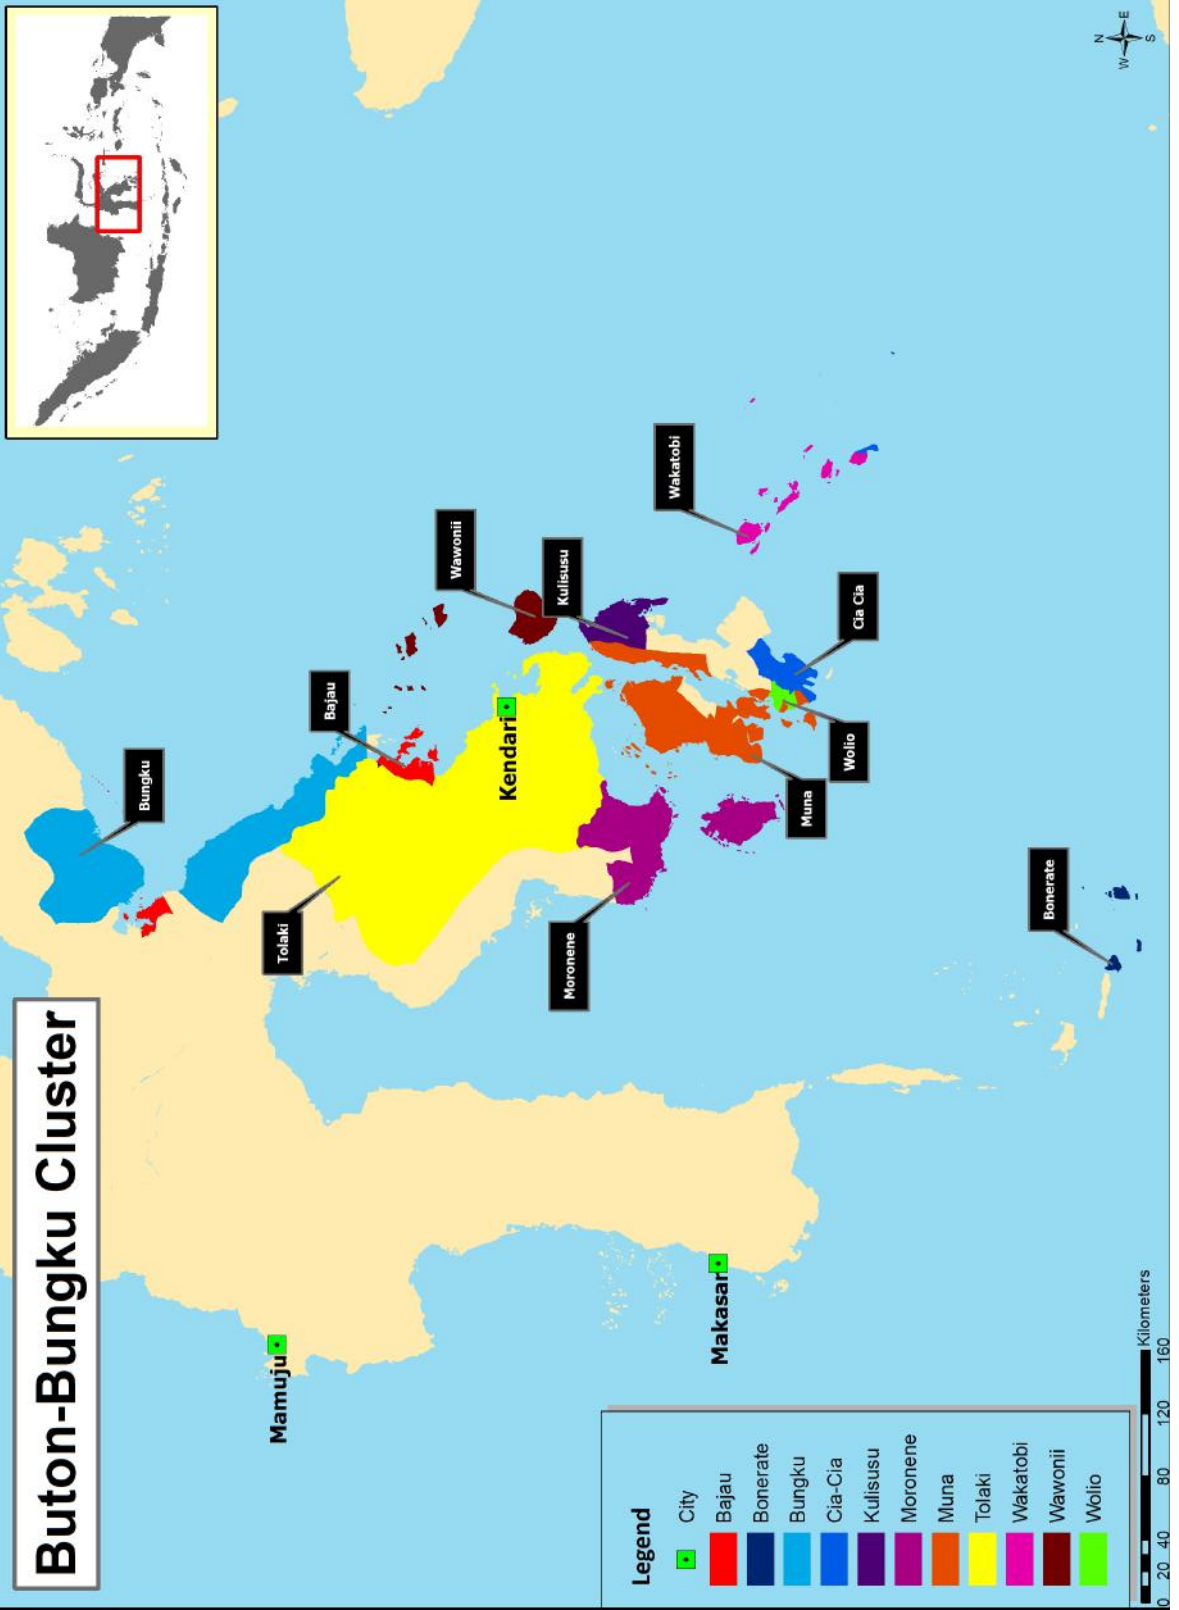 Buton-Bungku Cluster
Bungku
Bajau
Wawonii
Tolaki
Kendari
Kulisusu
Wakatobi
Moronene
Cia Cia
Wolio
Muna
Bonerate
Mamuju
Makasar
N
E
S
W
Legend
City
Bajau
Bonerate
Bungku
Cia-Cia
Kulisusu
Moronene
Muna
Tolaki
Wakatobi
Wawonii
Wolio
Kilometers
0 20 40 80 120 160